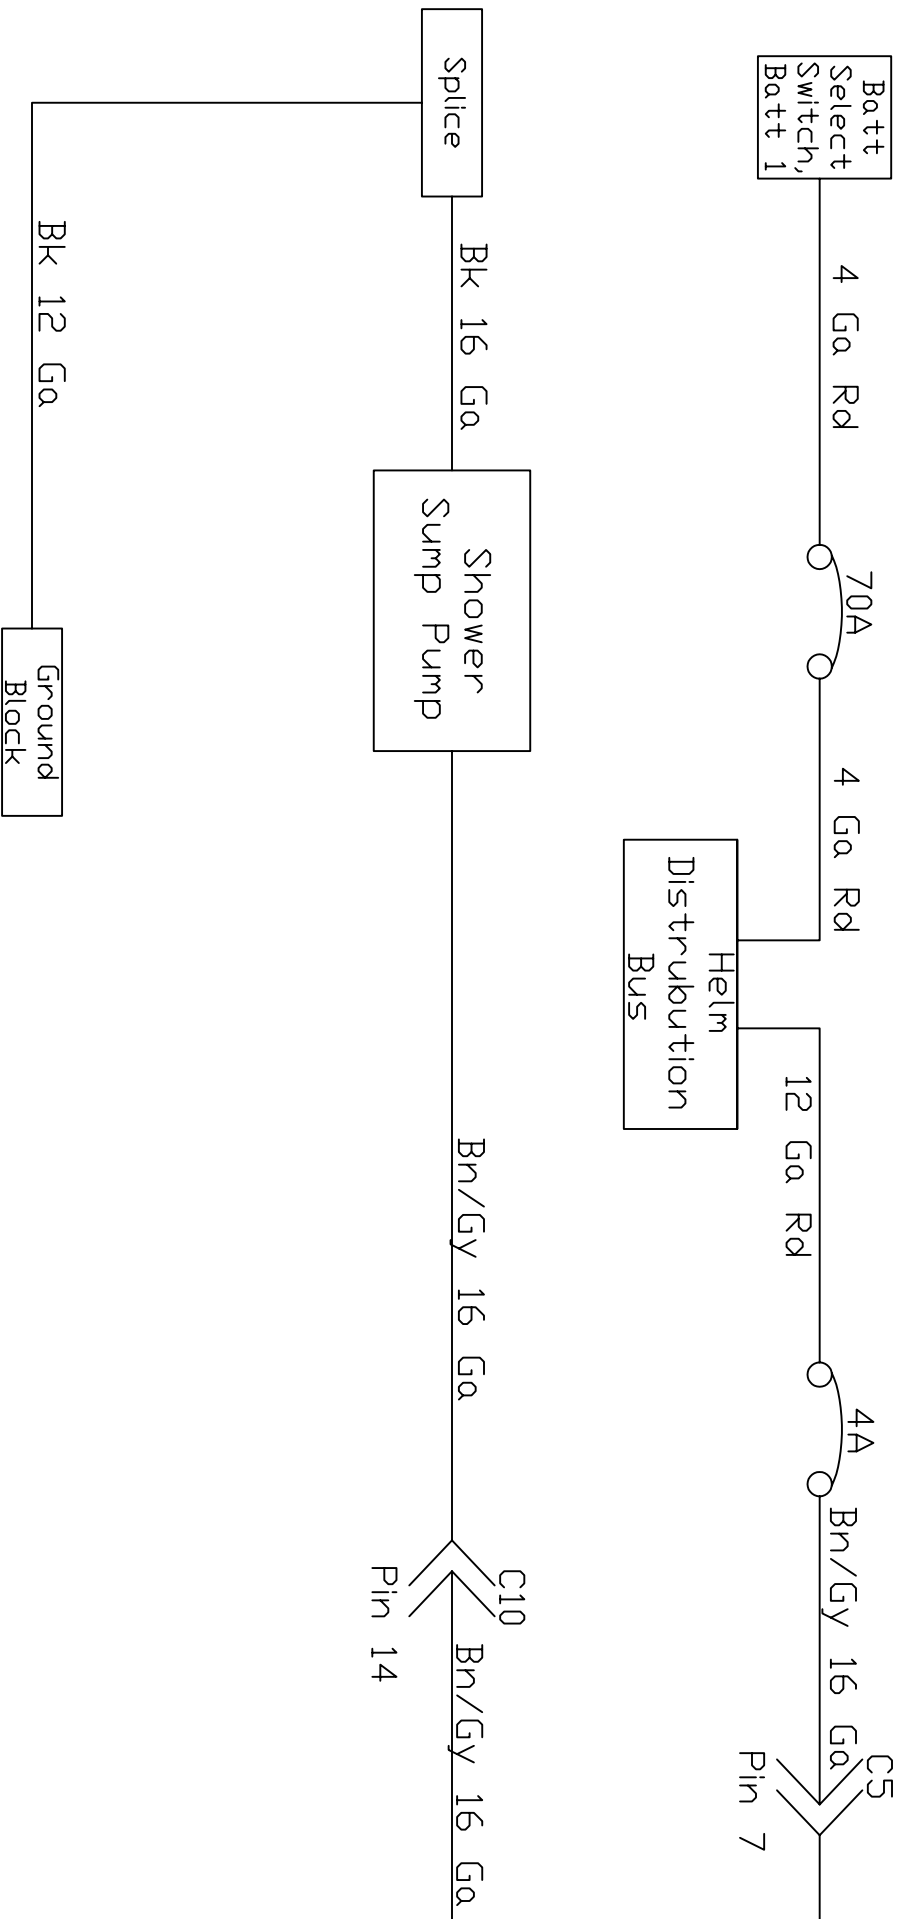 Batt
Select
Switch,
Batt 1
4 Ga Rd
70A
4 Ga Rd
Helm
Distrubution
Bus
12 Ga Rd
4A
Bn/Gy 16 Ga
C5
Pin 7
Splice
Bk 16 Ga
Shower
Sump Pump
Bn/Gy 16 Ga
C10
Pin 14
Bn/Gy 16 Ga
Bk 12 Ga
Ground
Block